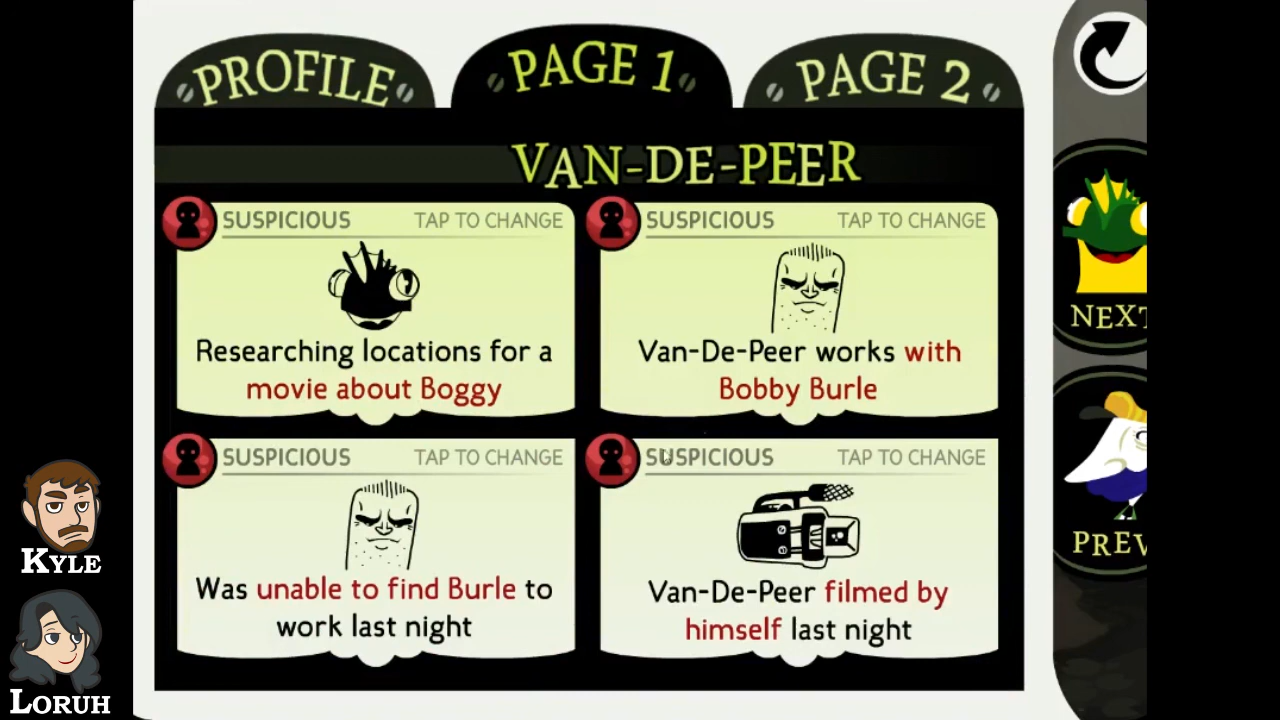 PROFILE
PAGE 1
PAGE 2
VAN-DE-PEER
SUSPICIOUS TAP TO CHANGE
Researching locations for a
movie about Boggy
SUSPICIOUS TAP TO CHANGE
Van-De-Peer works with
Bobby Burle
SUSPICIOUS TAP TO CHANGE
Was unable to find Burle to
work last night
SUSPICIOUS TAP TO CHANGE
Van-De-Peer filmed by
himself last night
NEXT
PREV
KYLE
LORUH